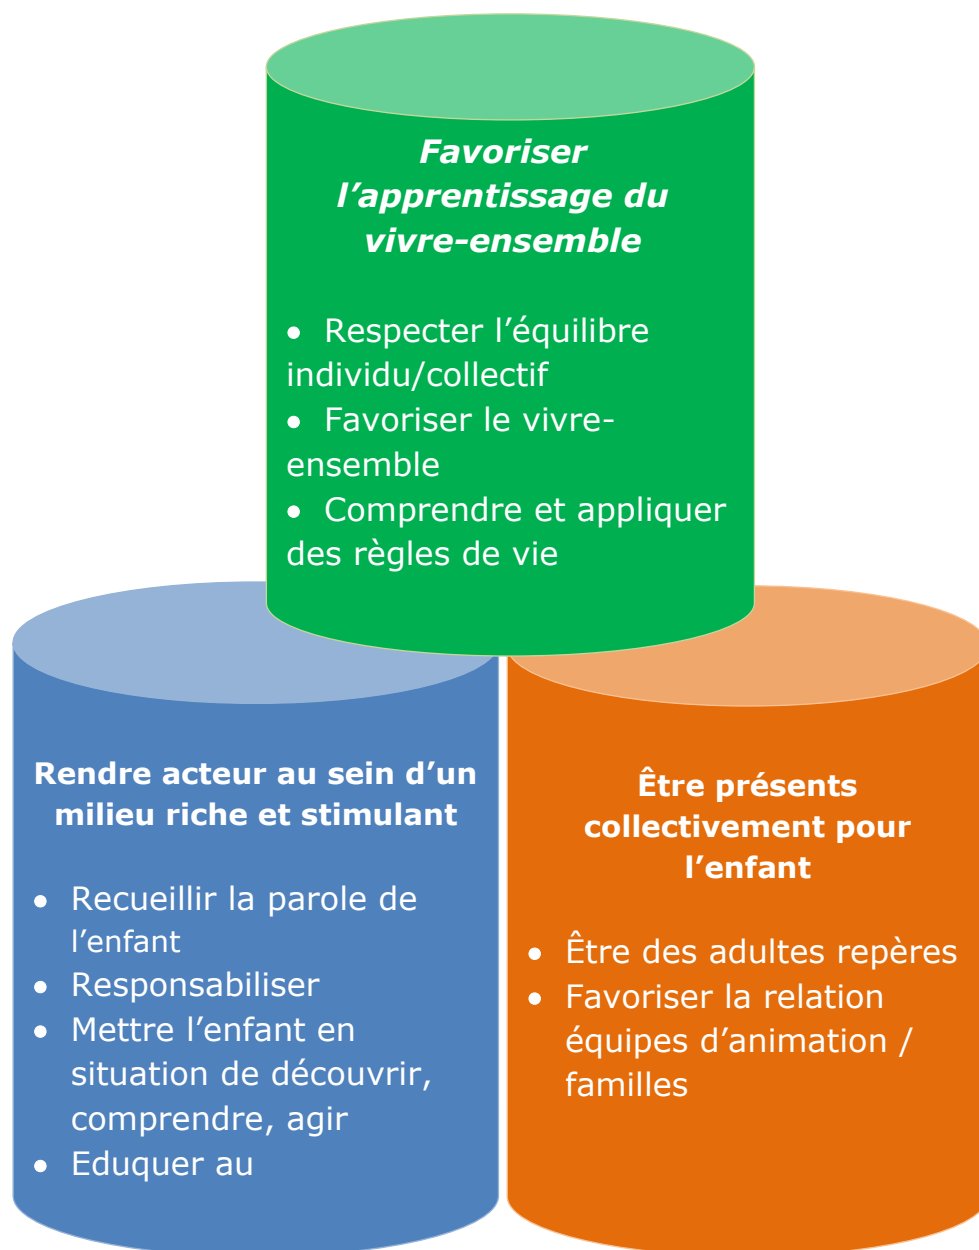 Favoriser
l’apprentissage du
vivre-ensemble
• Respecter l’équilibre
individu/collectif
• Favoriser le vivre-
ensemble
• Comprendre et appliquer
des règles de vie
Rendre acteur au sein d’un
milieu riche et stimulant
• Recueillir la parole de
l’enfant
• Responsabiliser
• Mettre l’enfant en
situation de découvrir,
comprendre, agir
• Eduquer au
Être présents
collectivement pour
l’enfant
• Être des adultes repères
• Favoriser la relation
équipes d’animation /
familles